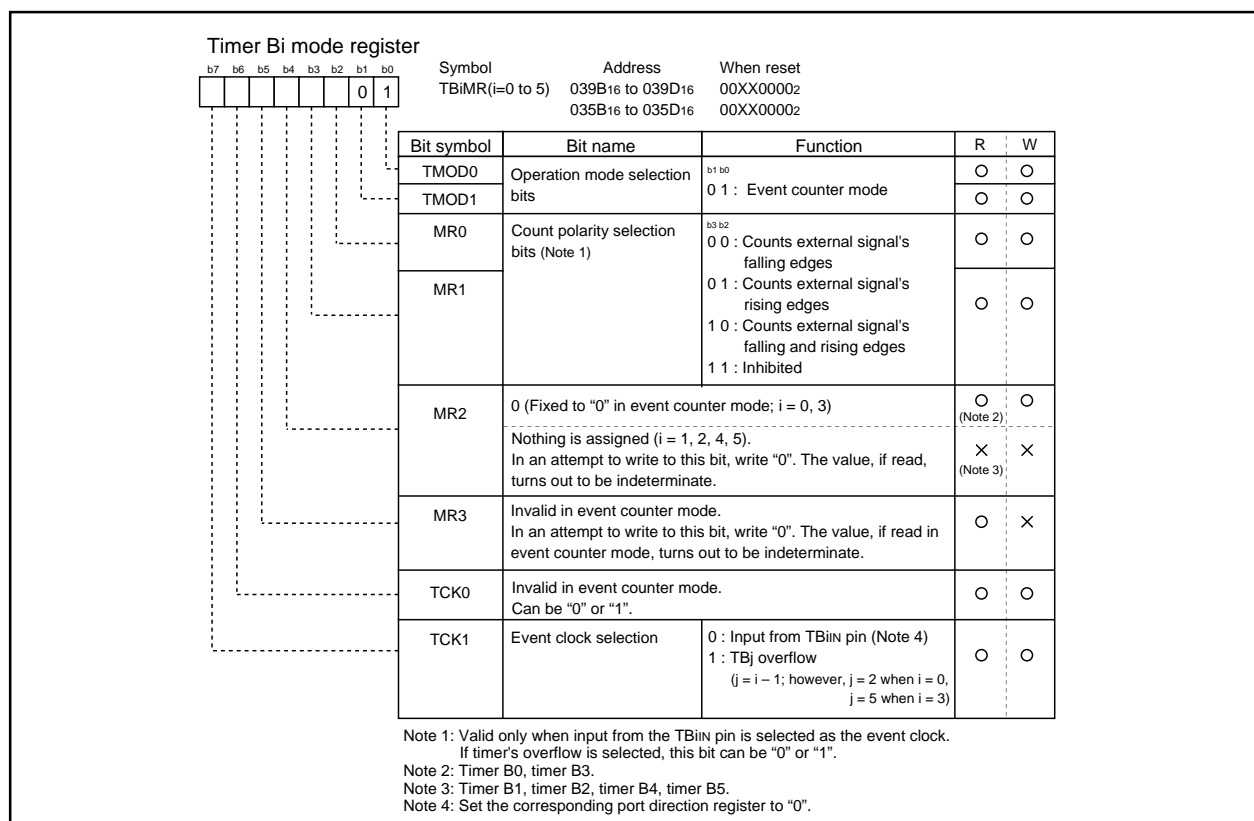 Timer Bi mode register
b7 b6 b5 b4 b3 b2 b1 b0
0 1
Symbol Address When reset
TBiMR(i=0 to 5) 039B16 to 039D16 00XX00002
035B16 to 035D16 00XX00002
Bit symbol Bit name Function R W
TMOD0 Operation mode selection bits
TMOD1
b1 b0
0 1 : Event counter mode
MR0 Count polarity selection
bits (Note 1)
MR1
b3 b2
0 0 : Counts external signal's
falling edges
0 1 : Counts external signal's
rising edges
1 0 : Counts external signal's
falling and rising edges
1 1 : Inhibited
MR2 0 (Fixed to “0” in event counter mode; i = 0, 3)
(Note 2)
Nothing is assigned (i = 1, 2, 4, 5).
In an attempt to write to this bit, write “0”. The value, if read,
turns out to be indeterminate.
(Note 3)
MR3 Invalid in event counter mode.
In an attempt to write to this bit, write “0”. The value, if read in
event counter mode, turns out to be indeterminate.
TCK0 Invalid in event counter mode.
Can be “0” or “1”.
TCK1 Event clock selection 0 : Input from TBiIN pin (Note 4)
1 : TBj overflow
(j = i – 1; however, j = 2 when i = 0,
j = 5 when i = 3)
Note 1: Valid only when input from the TBiIN pin is selected as the event clock.
If timer's overflow is selected, this bit can be “0” or “1”.
Note 2: Timer B0, timer B3.
Note 3: Timer B1, timer B2, timer B4, timer B5.
Note 4: Set the corresponding port direction register to “0”.